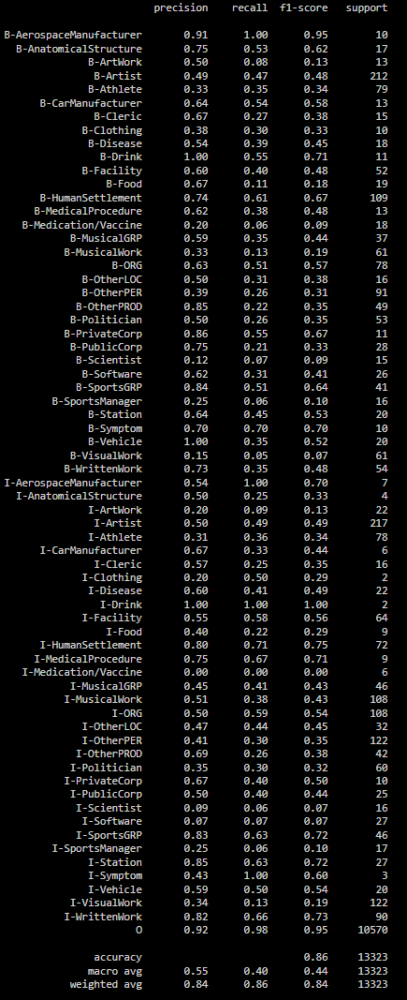 precision recall f1-score support
B-AerospaceManufacturer 0.91 1.00 0.95 10
B-AnatomicalStructure 0.75 0.53 0.62 17
B-ArtWork 0.50 0.08 0.13 13
B-Artist 0.49 0.47 0.48 212
B-Athlete 0.33 0.35 0.34 79
B-CarManufacturer 0.64 0.54 0.58 13
B-Cleric 0.67 0.27 0.38 15
B-Clothing 0.38 0.30 0.33 10
B-Disease 0.54 0.39 0.45 18
B-Drink 1.00 0.55 0.71 11
B-Facility 0.60 0.40 0.48 52
B-Food 0.67 0.11 0.18 19
B-HumanSettlement 0.74 0.61 0.67 109
B-MedicalProcedure 0.62 0.38 0.48 13
B-Medication/Vaccine 0.20 0.06 0.09 18
B-MusicalGRP 0.59 0.35 0.44 37
B-MusicalWork 0.33 0.13 0.19 61
B-ORG 0.63 0.51 0.57 78
B-OtherLOC 0.50 0.31 0.38 16
B-OtherPER 0.39 0.26 0.31 91
B-OtherPROD 0.85 0.22 0.35 49
B-Politician 0.50 0.26 0.35 53
B-PrivateCorp 0.86 0.55 0.67 11
B-PublicCorp 0.75 0.21 0.33 28
B-Scientist 0.12 0.07 0.09 15
B-Software 0.62 0.31 0.41 26
B-SportsGRP 0.84 0.51 0.64 41
B-SportsManager 0.25 0.06 0.10 16
B-Station 0.64 0.45 0.53 20
B-Symptom 0.70 0.70 0.70 10
B-Vehicle 1.00 0.35 0.52 20
B-VisualWork 0.15 0.05 0.07 61
B-WrittenWork 0.73 0.35 0.48 54
I-AerospaceManufacturer 0.54 1.00 0.70 7
I-AnatomicalStructure 0.50 0.25 0.33 4
I-ArtWork 0.20 0.09 0.13 22
I-Artist 0.50 0.49 0.49 217
I-Athlete 0.31 0.36 0.34 78
I-CarManufacturer 0.67 0.33 0.44 6
I-Cleric 0.57 0.25 0.35 16
I-Clothing 0.20 0.50 0.29 2
I-Disease 0.60 0.41 0.49 22
I-Drink 1.00 1.00 1.00 2
I-Facility 0.55 0.58 0.56 64
I-Food 0.40 0.22 0.29 9
I-HumanSettlement 0.80 0.71 0.75 72
I-MedicalProcedure 0.75 0.67 0.71 9
I-Medication/Vaccine 0.00 0.00 0.00 6
I-MusicalGRP 0.45 0.41 0.43 46
I-MusicalWork 0.51 0.38 0.43 108
I-ORG 0.50 0.59 0.54 108
I-OtherLOC 0.47 0.44 0.45 32
I-OtherPER 0.41 0.30 0.35 122
I-OtherPROD 0.69 0.26 0.38 42
I-Politician 0.35 0.30 0.32 60
I-PrivateCorp 0.67 0.40 0.50 10
I-PublicCorp 0.50 0.40 0.44 25
I-Scientist 0.09 0.06 0.07 16
I-Software 0.07 0.07 0.07 27
I-SportsGRP 0.83 0.63 0.72 46
I-SportsManager 0.25 0.06 0.10 17
I-Station 0.85 0.63 0.72 27
I-Symptom 0.43 1.00 0.60 3
I-Vehicle 0.59 0.50 0.54 20
I-VisualWork 0.34 0.13 0.19 122
I-WrittenWork 0.82 0.66 0.73 90
O 0.92 0.98 0.95 10570
accuracy 0.86 13323
macro avg 0.55 0.40 0.44 13323
weighted avg 0.84 0.86 0.84 13323